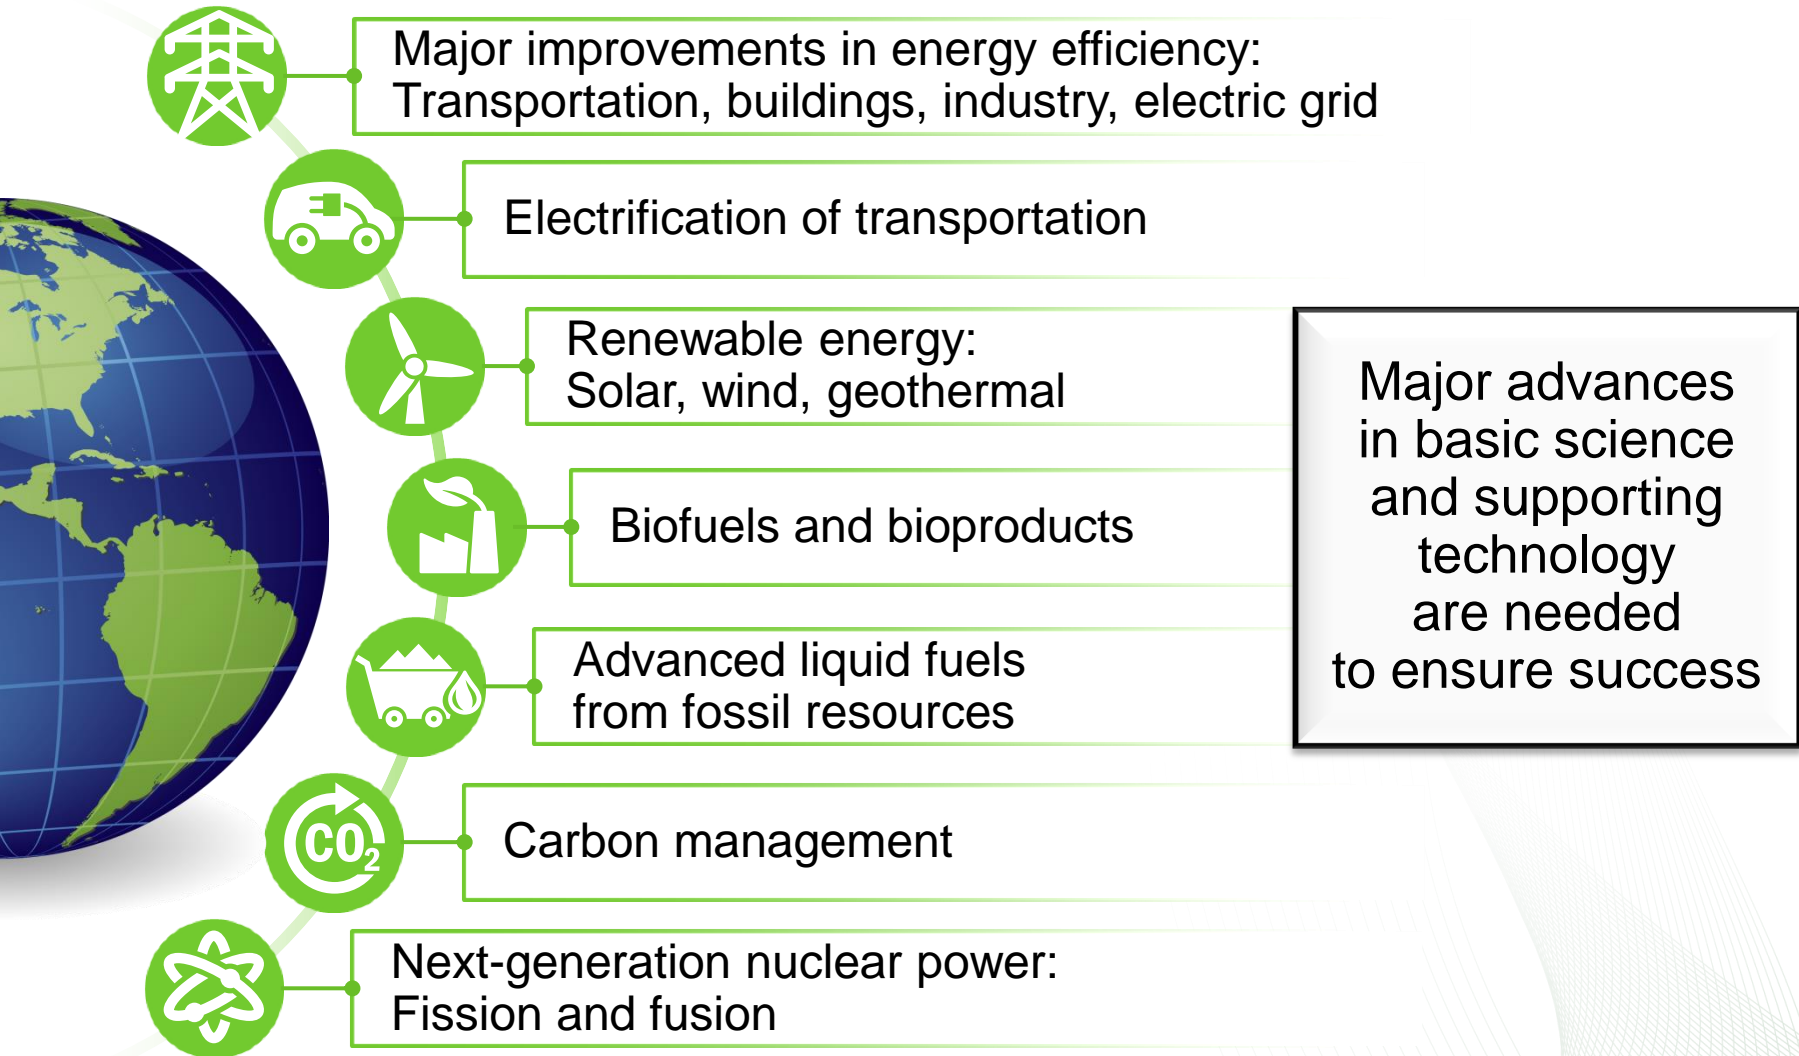 Major improvements in energy efficiency:
Transportation, buildings, industry, electric grid
Electrification of transportation
Renewable energy:
Solar, wind, geothermal
Biofuels and bioproducts
Advanced liquid fuels
from fossil resources
CO₂
Carbon management
Next-generation nuclear power:
Fission and fusion
Major advances
in basic science
and supporting
technology
are needed
to ensure success